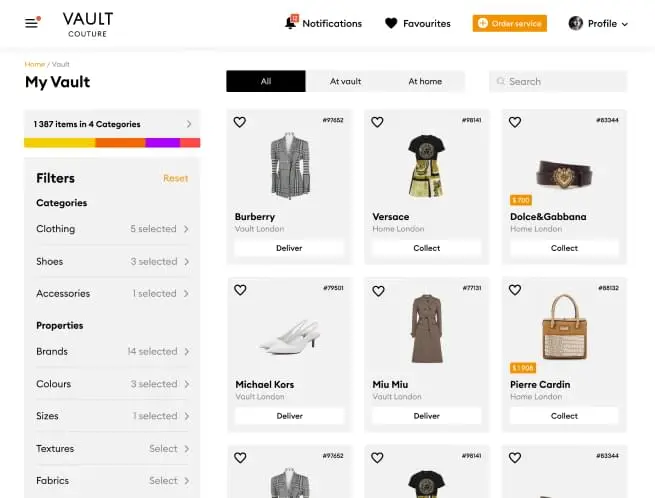 VAULT
COUTURE
Notifications
Favourites
Order service
Profile
Home / Vault
My Vault
All
At vault
At home
Search
1 387 items in 4 Categories
Filters
Reset
Categories
Clothing
5 selected
Shoes
3 selected
Accessories
1 selected
Properties
Brands
14 selected
Colours
3 selected
Sizes
1 selected
Textures
Select
Fabrics
Select
#97652
Burberry
Vault London
Deliver
#98141
Versace
Home London
Collect
#83344
$ 700
Dolce&Gabbana
Home London
Collect
#79501
Michael Kors
Vault London
Deliver
#77131
Miu Miu
Vault London
Deliver
#88132
$ 1 908
Pierre Cardin
Home London
Collect
#97652
#98141
#83344